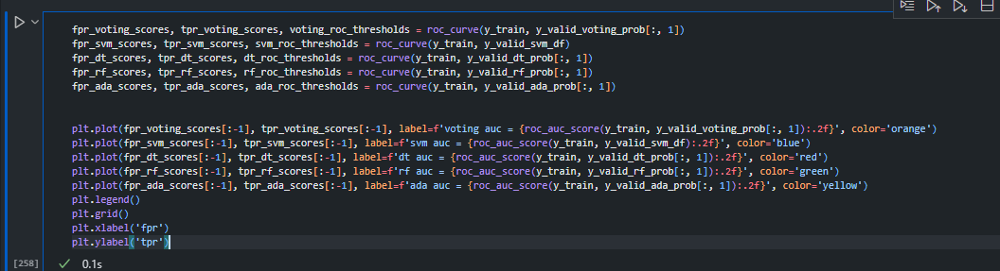 fpr_voting_scores, tpr_voting_scores, voting_roc_thresholds = roc_curve(y_train, y_valid_voting_prob[:, 1])
fpr_svm_scores, tpr_svm_scores, svm_roc_thresholds = roc_curve(y_train, y_valid_svm_df)
fpr_dt_scores, tpr_dt_scores, dt_roc_thresholds = roc_curve(y_train, y_valid_dt_prob[:, 1])
fpr_rf_scores, tpr_rf_scores, rf_roc_thresholds = roc_curve(y_train, y_valid_rf_prob[:, 1])
fpr_ada_scores, tpr_ada_scores, ada_roc_thresholds = roc_curve(y_train, y_valid_ada_prob[:, 1])
plt.plot(fpr_voting_scores[:-1], tpr_voting_scores[:-1], label=f'voting auc = {roc_auc_score(y_train, y_valid_voting_prob[:, 1]):.2f}', color='orange')
plt.plot(fpr_svm_scores[:-1], tpr_svm_scores[:-1], label=f'svm auc = {roc_auc_score(y_train, y_valid_svm_df):.2f}', color='blue')
plt.plot(fpr_dt_scores[:-1], tpr_dt_scores[:-1], label=f'dt auc = {roc_auc_score(y_train, y_valid_dt_prob[:, 1]):.2f}', color='red')
plt.plot(fpr_rf_scores[:-1], tpr_rf_scores[:-1], label=f'rf auc = {roc_auc_score(y_train, y_valid_rf_prob[:, 1]):.2f}', color='green')
plt.plot(fpr_ada_scores[:-1], tpr_ada_scores[:-1], label=f'ada auc = {roc_auc_score(y_train, y_valid_ada_prob[:, 1]):.2f}', color='yellow')
plt.legend()
plt.grid()
plt.xlabel('fpr')
plt.ylabel('tpr')
[258] 0.1s